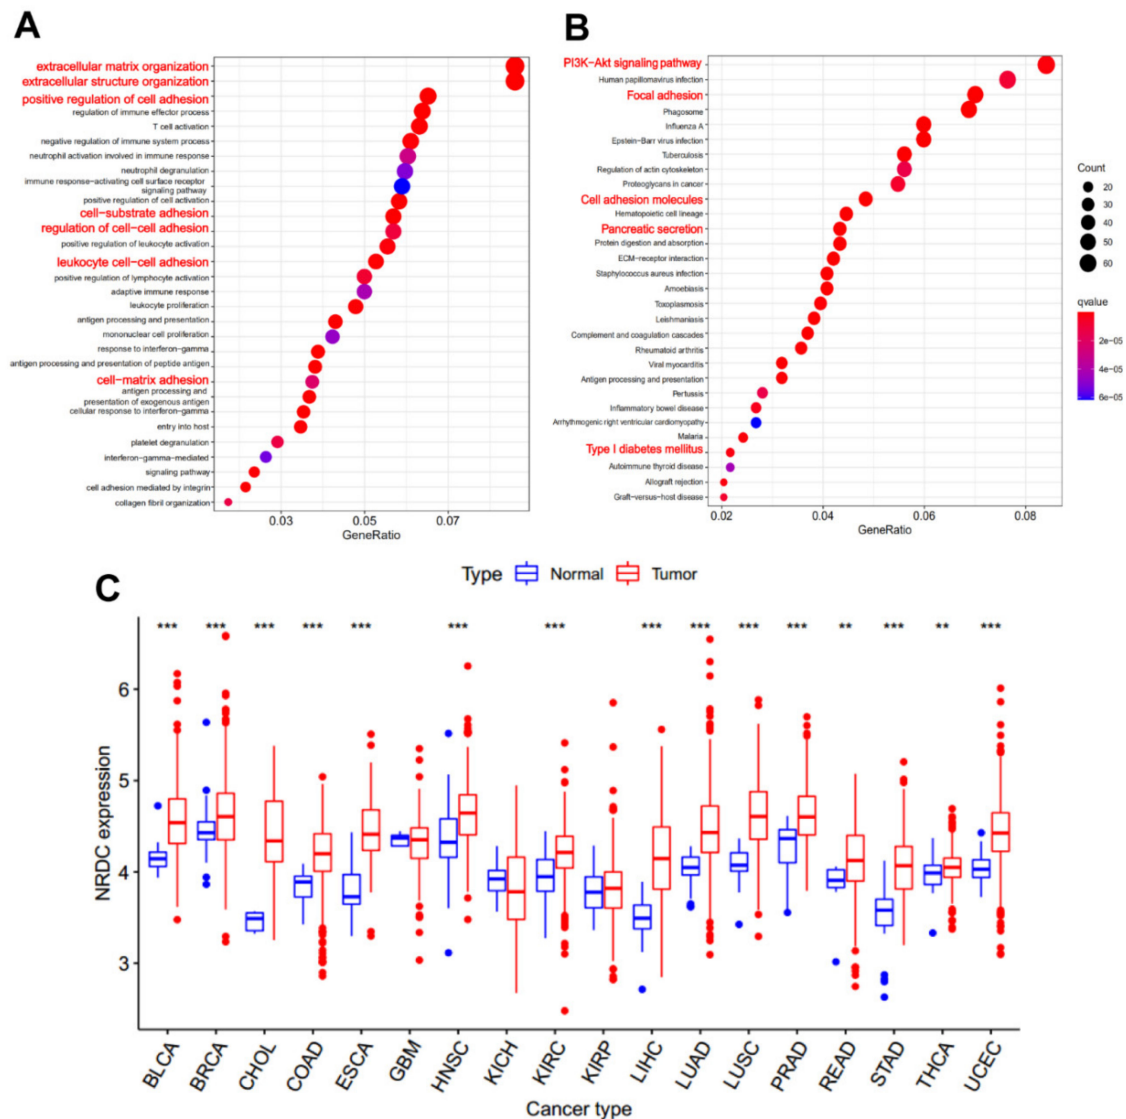 A
extracellular matrix organization
extracellular structure organization
positive regulation of cell adhesion
regulation of immune effector process
T cell activation
negative regulation of immune system process
neutrophil activation involved in immune response
neutrophil degranulation
immune response−activating cell surface receptor
signaling pathway
positive regulation of cell activation
cell−substrate adhesion
regulation of cell−cell adhesion
positive regulation of leukocyte activation
leukocyte cell−cell adhesion
positive regulation of lymphocyte activation
adaptive immune response
leukocyte proliferation
antigen processing and presentation
mononuclear cell proliferation
response to interferon-gamma
antigen processing and presentation of peptide antigen
cell−matrix adhesion
antigen processing and
presentation of exogenous antigen
cellular response to interferon−gamma
entry into host
platelet degranulation
interferon−gamma−mediated
signaling pathway
cell adhesion mediated by integrin
collagen fibril organization
0.03 0.05 0.07
GeneRatio
B
PI3K−Akt signaling pathway
Human papillomavirus infection
Focal adhesion
Phagosome
Influenza A
Epstein−Barr virus infection
Tuberculosis
Regulation of actin cytoskeleton
Proteoglycans in cancer
Cell adhesion molecules
Hematopoietic cell lineage
Pancreatic secretion
Protein digestion and absorption
ECM−receptor interaction
Staphylococcus aureus infection
Amoebiasis
Toxoplasmosis
Leishmaniasis
Complement and coagulation cascades
Rheumatoid arthritis
Viral myocarditis
Antigen processing and presentation
Pertussis
Inflammatory bowel disease
Arrhythmogenic right ventricular cardiomyopathy
Malaria
Type I diabetes mellitus
Autoimmune thyroid disease
Allograft rejection
Graft−versus−host disease
0.02 0.04 0.06 0.08
GeneRatio
Count
20
30
40
50
60
qvalue
2e−05
4e−05
6e−05
C
Type Normal Tumor
*** *** *** *** *** *** *** *** *** *** *** ** *** ** ***
NRDC expression
6
5
4
3
BLCA BRCA CHOL COAD ESCA GBM HNSC KICH KIRC KIRP LIHC LUAD LUSC PRAD READ STAD THCA UCEC
Cancer type